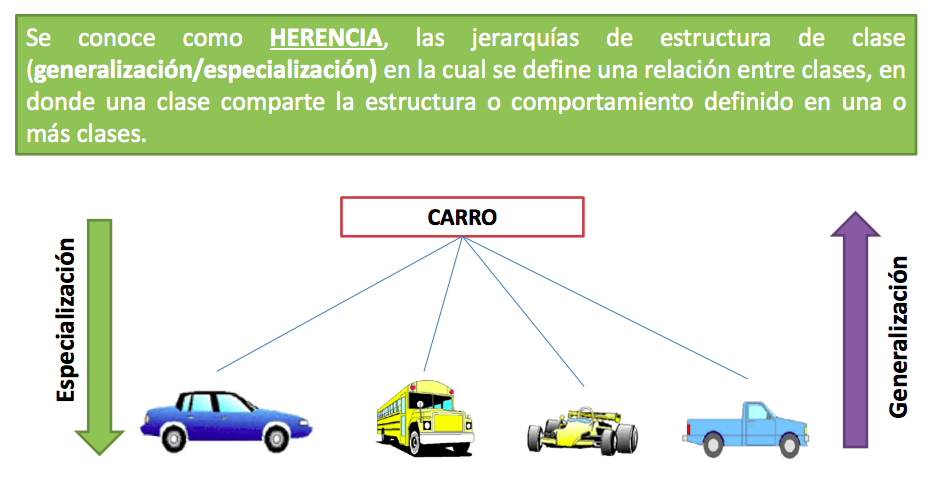 Se conoce como HERENCIA, las jerarquías de estructura de clase
(generalización/especialización) en la cual se define una relación entre clases, en
donde una clase comparte la estructura o comportamiento definido en una o
más clases.
CARRO
Especialización
Generalización